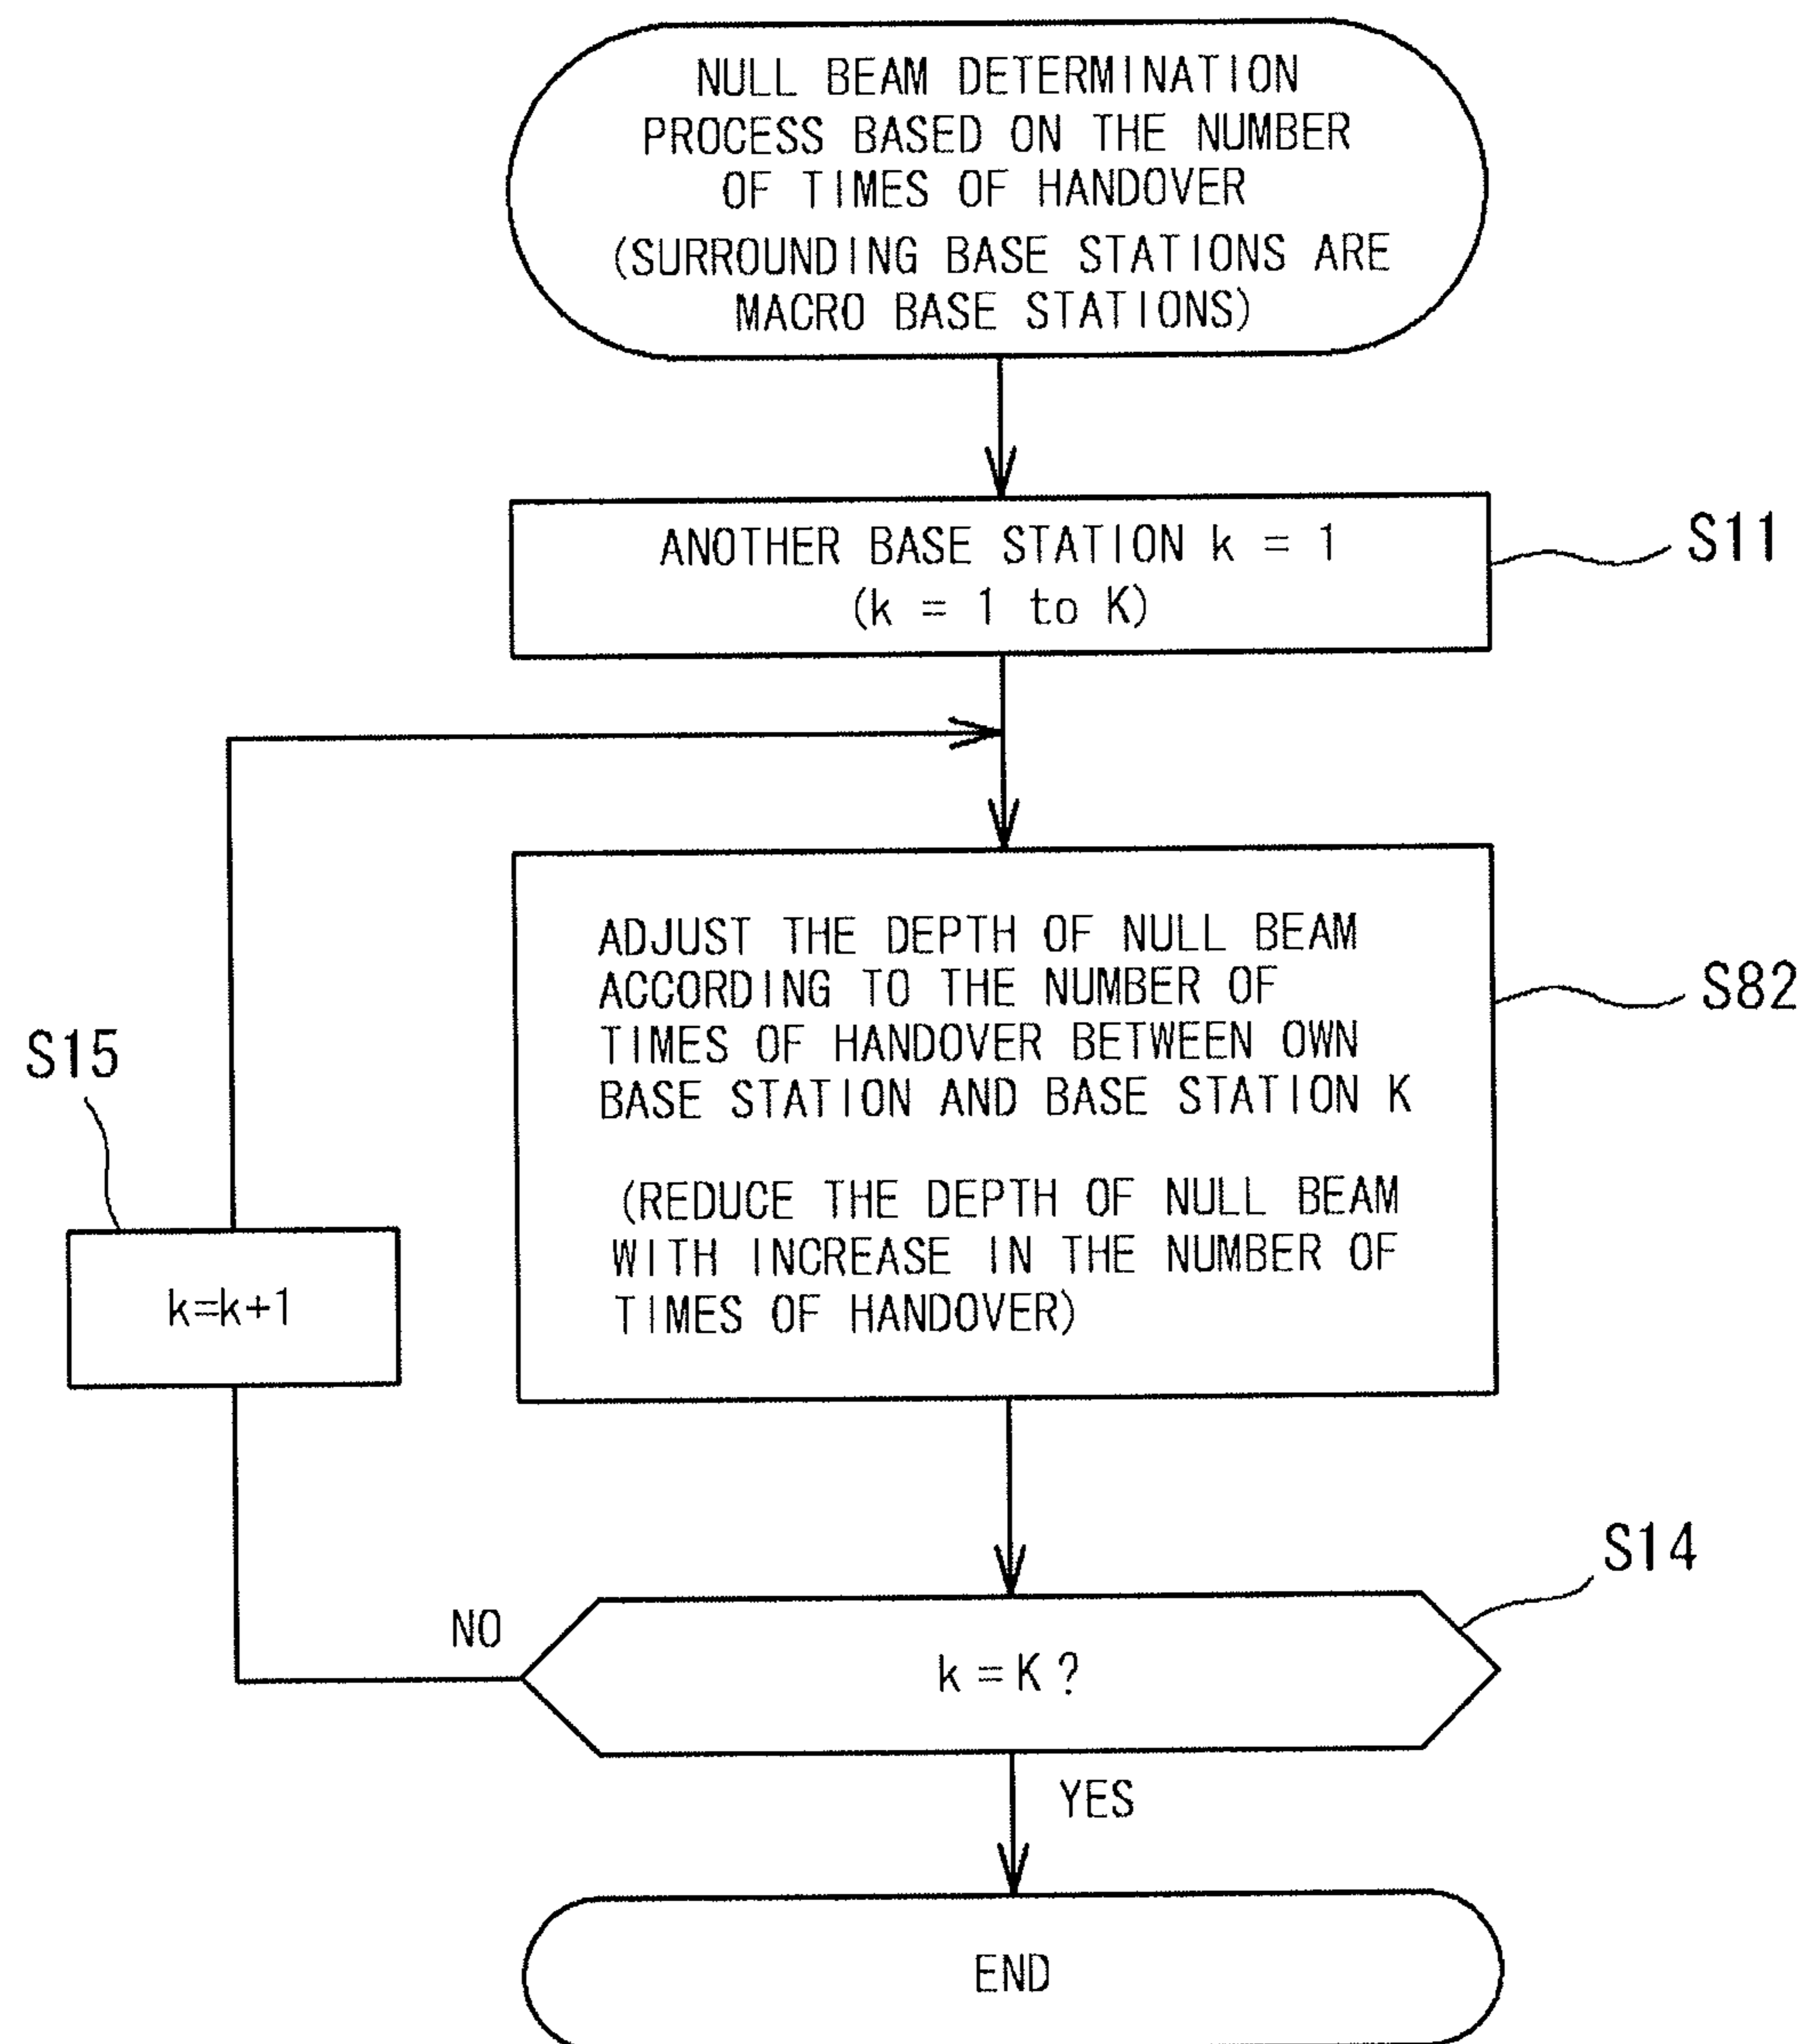 NULL BEAM DETERMINATION
PROCESS BASED ON THE NUMBER
OF TIMES OF HANDOVER
(SURROUNDING BASE STATIONS ARE
MACRO BASE STATIONS)
ANOTHER BASE STATION k = 1
(k = 1 to K)
S11
ADJUST THE DEPTH OF NULL BEAM
ACCORDING TO THE NUMBER OF
TIMES OF HANDOVER BETWEEN OWN
BASE STATION AND BASE STATION K
(REDUCE THE DEPTH OF NULL BEAM
WITH INCREASE IN THE NUMBER OF
TIMES OF HANDOVER)
S82
S15
k=k+1
S14
NO
k=K?
YES
END